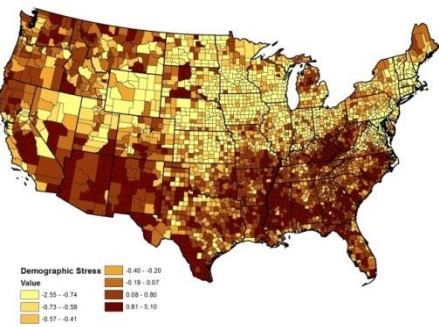 Demographic Stress
Value
-2.55 - -0.74
-0.73 - -0.58
-0.57 - -0.41
-0.40 - -0.20
-0.19 - 0.07
0.08 - 0.80
0.81 - 5.10